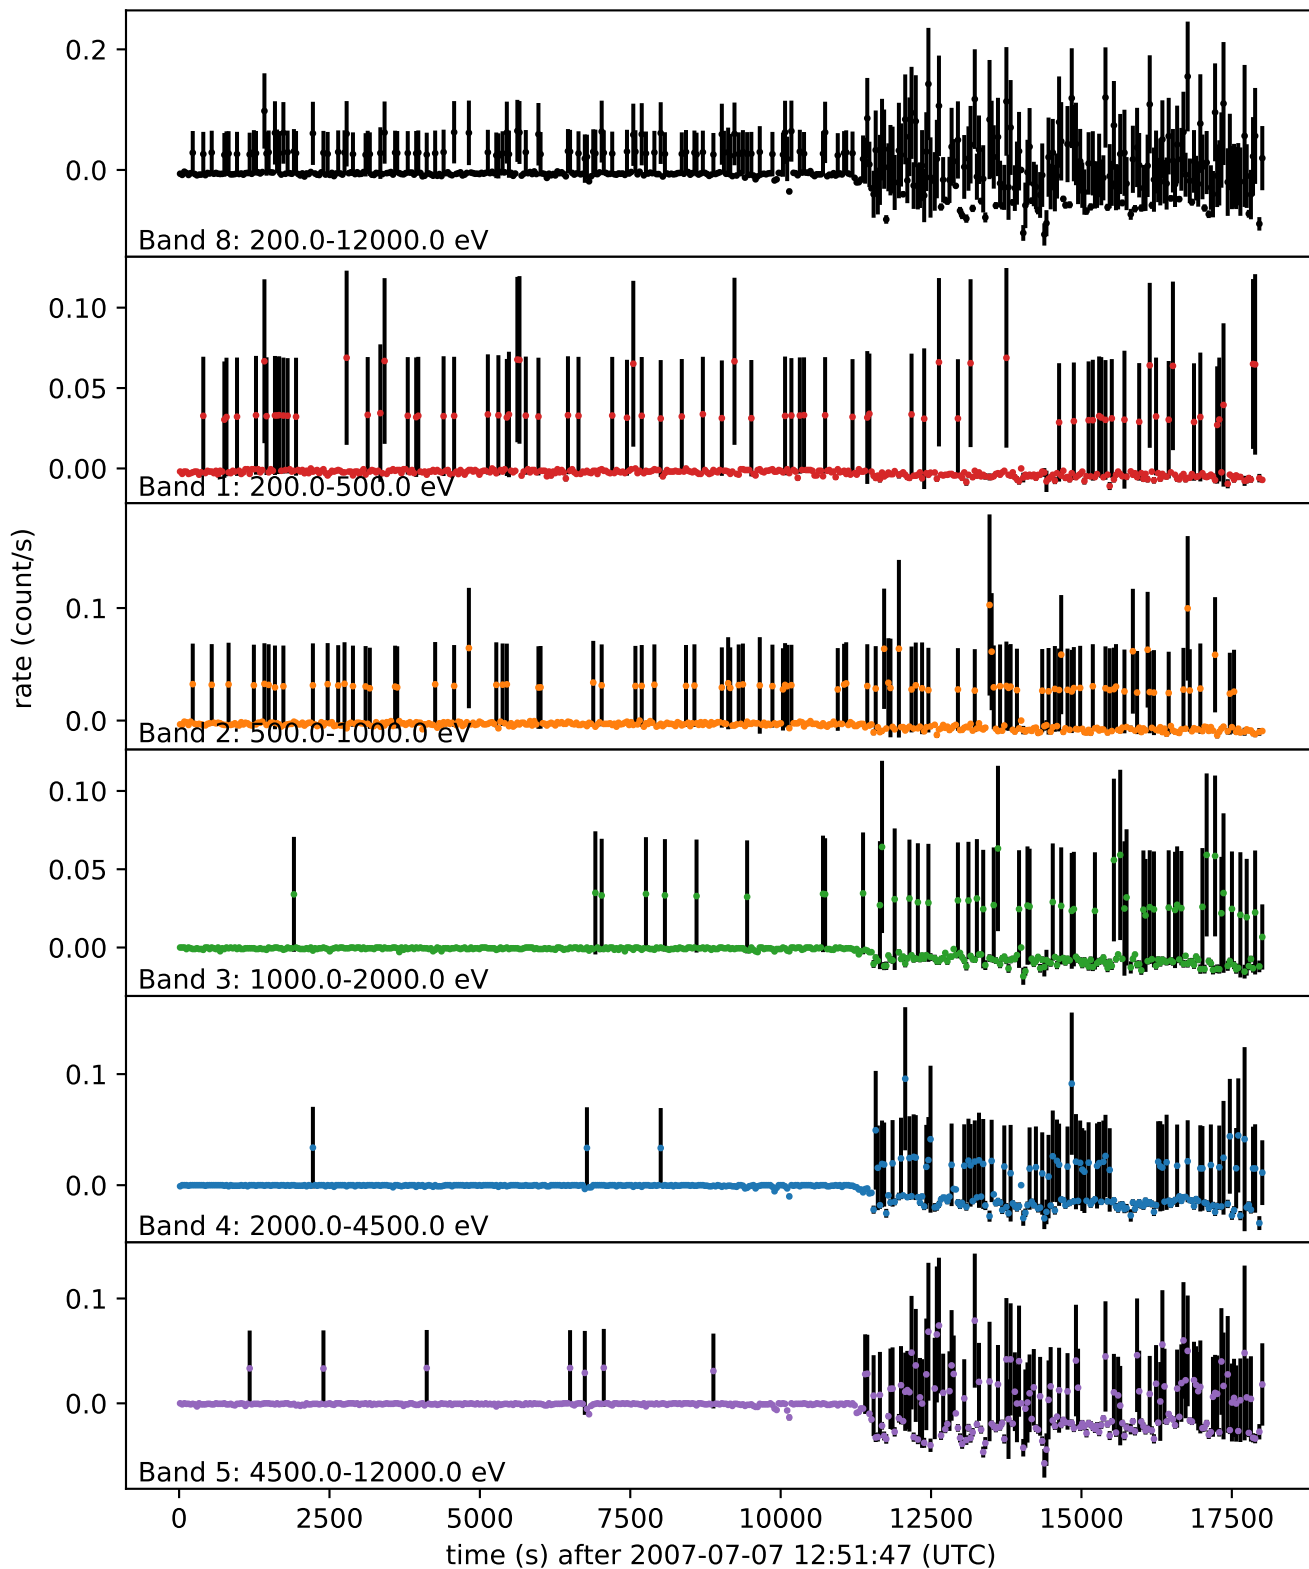 0.2
0.0
Band 8: 200.0-12000.0 eV
0.10
0.05
0.00
Band 1: 200.0-500.0 eV
rate (count/s)
0.1
0.0
Band 2: 500.0-1000.0 eV
0.10
0.05
0.00
Band 3: 1000.0-2000.0 eV
0.1
0.0
Band 4: 2000.0-4500.0 eV
0.1
0.0
Band 5: 4500.0-12000.0 eV
0 2500 5000 7500 10000 12500 15000 17500
time (s) after 2007-07-07 12:51:47 (UTC)